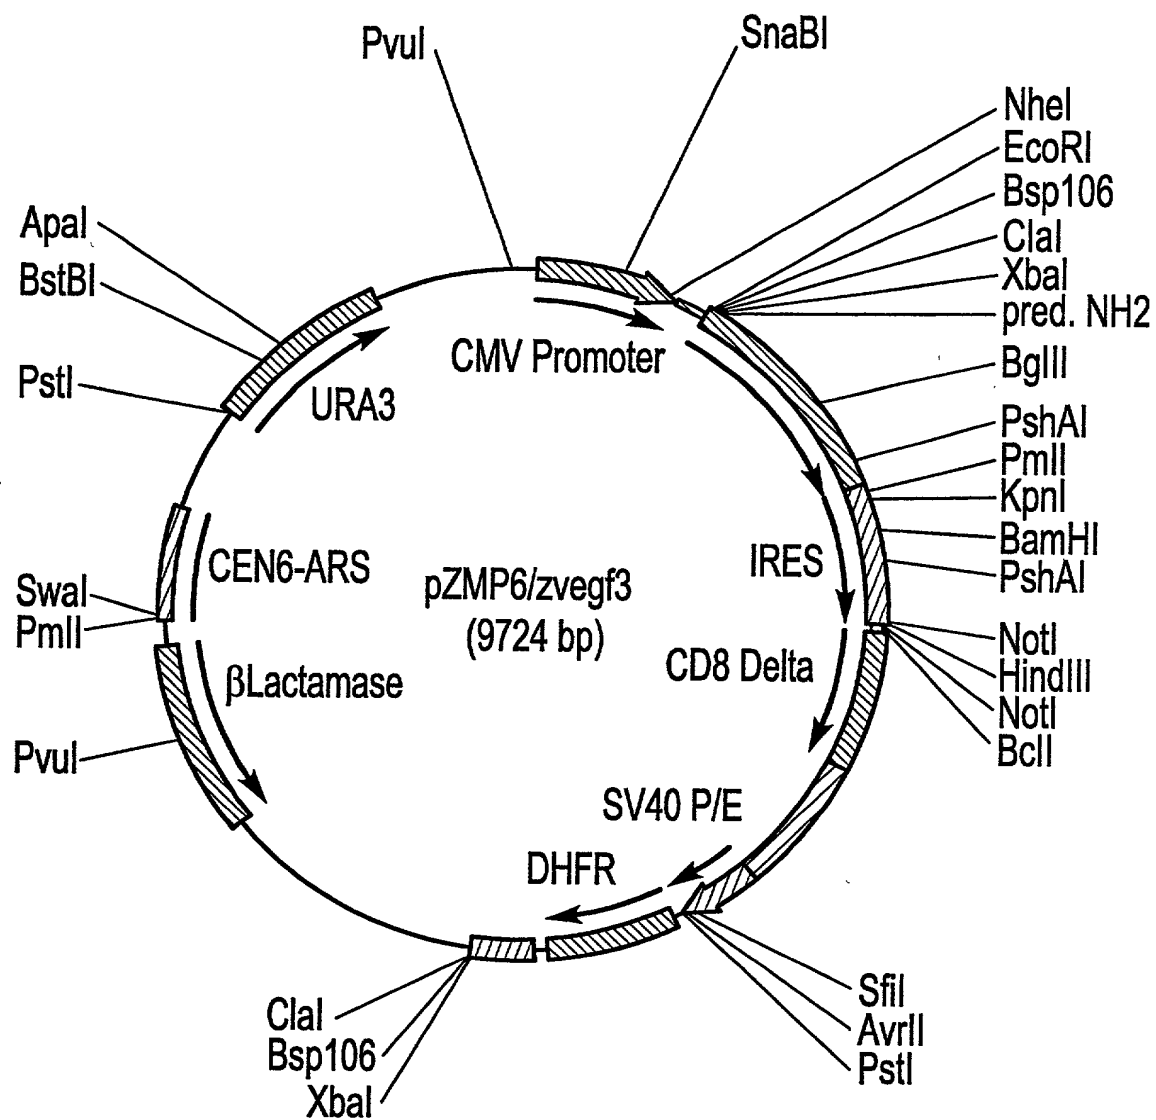 PvuI
SnaBI
NheI
EcoRI
Bsp106
ClaI
XbaI
pred. NH2
BglII
PshAI
PmlI
KpnI
BamHI
PshAI
NotI
HindIII
NotI
BclI
SfiI
AvrII
PstI
XbaI
Bsp106
ClaI
PvuI
PmlI
SwaI
PstI
BstBI
ApaI
CMV Promoter
URA3
IRES
CEN6-ARS
pZMP6/zvegf3
(9724 bp)
CD8 Delta
βLactamase
SV40 P/E
DHFR